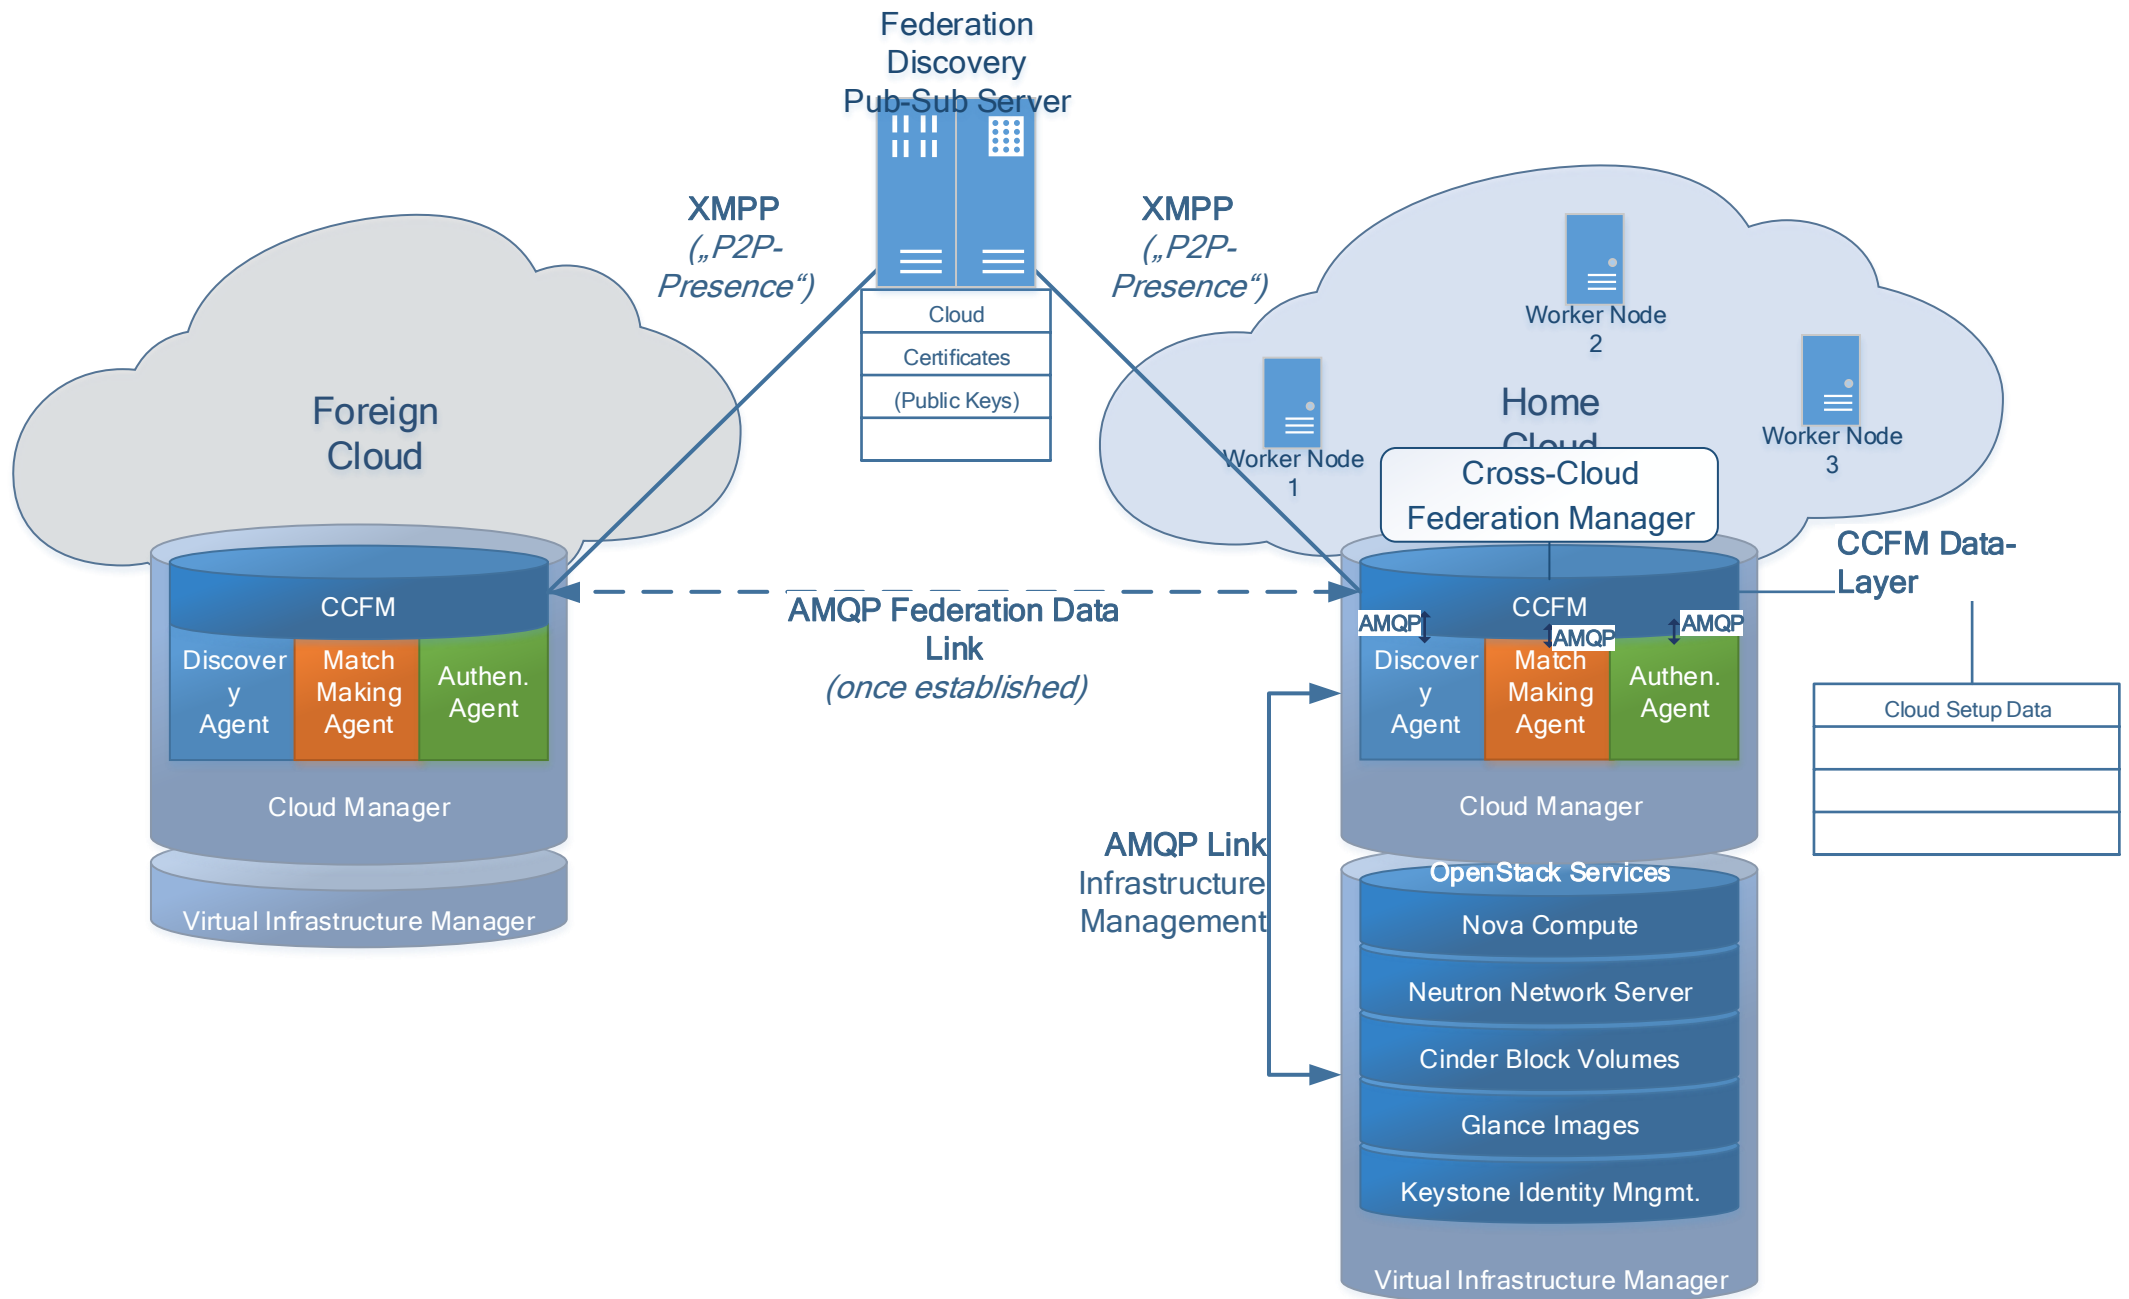 Federation
Discovery
Pub-Sub Server
XMPP
(„P2P-
Presence“)
XMPP
(„P2P-
Presence“)
Cloud
Certificates
(Public Keys)
Foreign
Cloud
Worker Node
2
Worker Node
1
Worker Node
3
Home
Cloud
Cross-Cloud
Federation Manager
CCFM Data-
Layer
CCFM
Discover
y
Agent
Match
Making
Agent
Authen.
Agent
Cloud Manager
Virtual Infrastructure Manager
AMQP Federation Data
Link
(once established)
CCFM
AMQP
AMQP
AMQP
Discover
y
Agent
Match
Making
Agent
Authen.
Agent
Cloud Manager
Cloud Setup Data
AMQP Link
Infrastructure
Management
OpenStack Services
Nova Compute
Neutron Network Server
Cinder Block Volumes
Glance Images
Keystone Identity Mngmt.
Virtual Infrastructure Manager